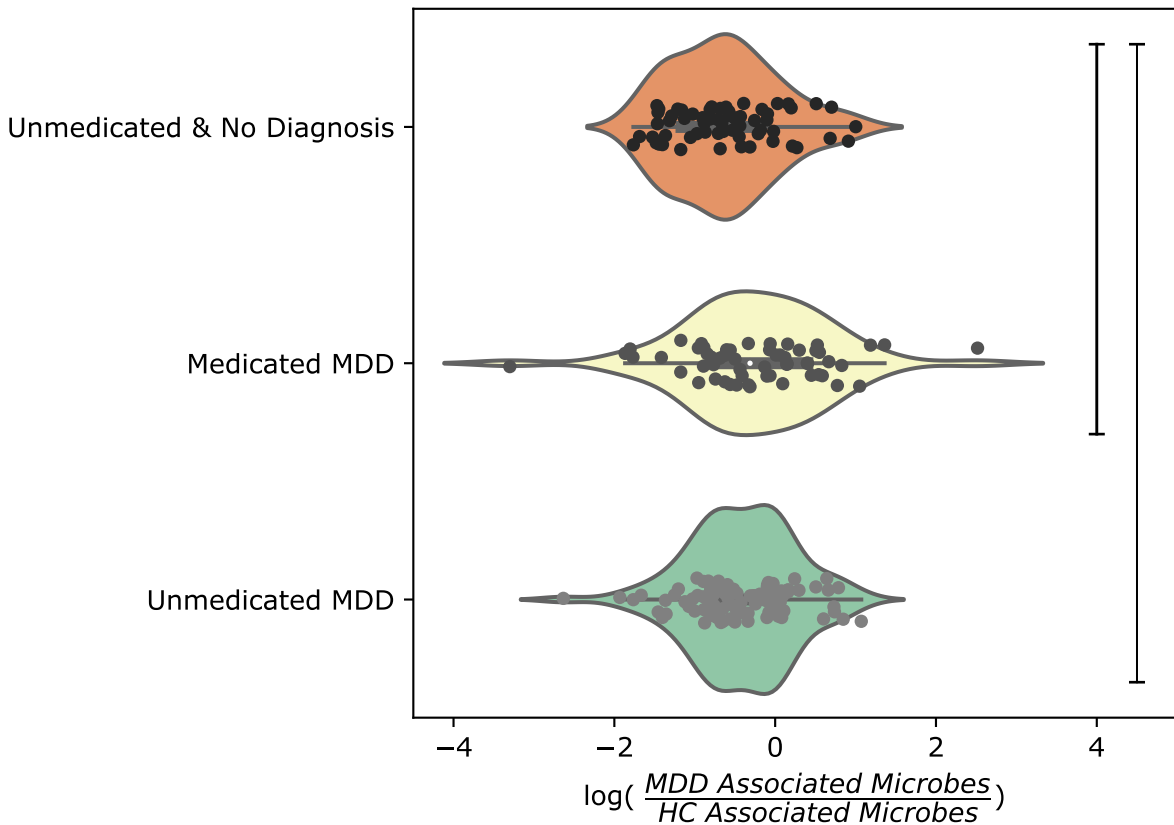 Unmedicated & No Diagnosis
Medicated MDD
Unmedicated MDD
−4 −2 0 2 4
log( MDD Associated Microbes / HC Associated Microbes )